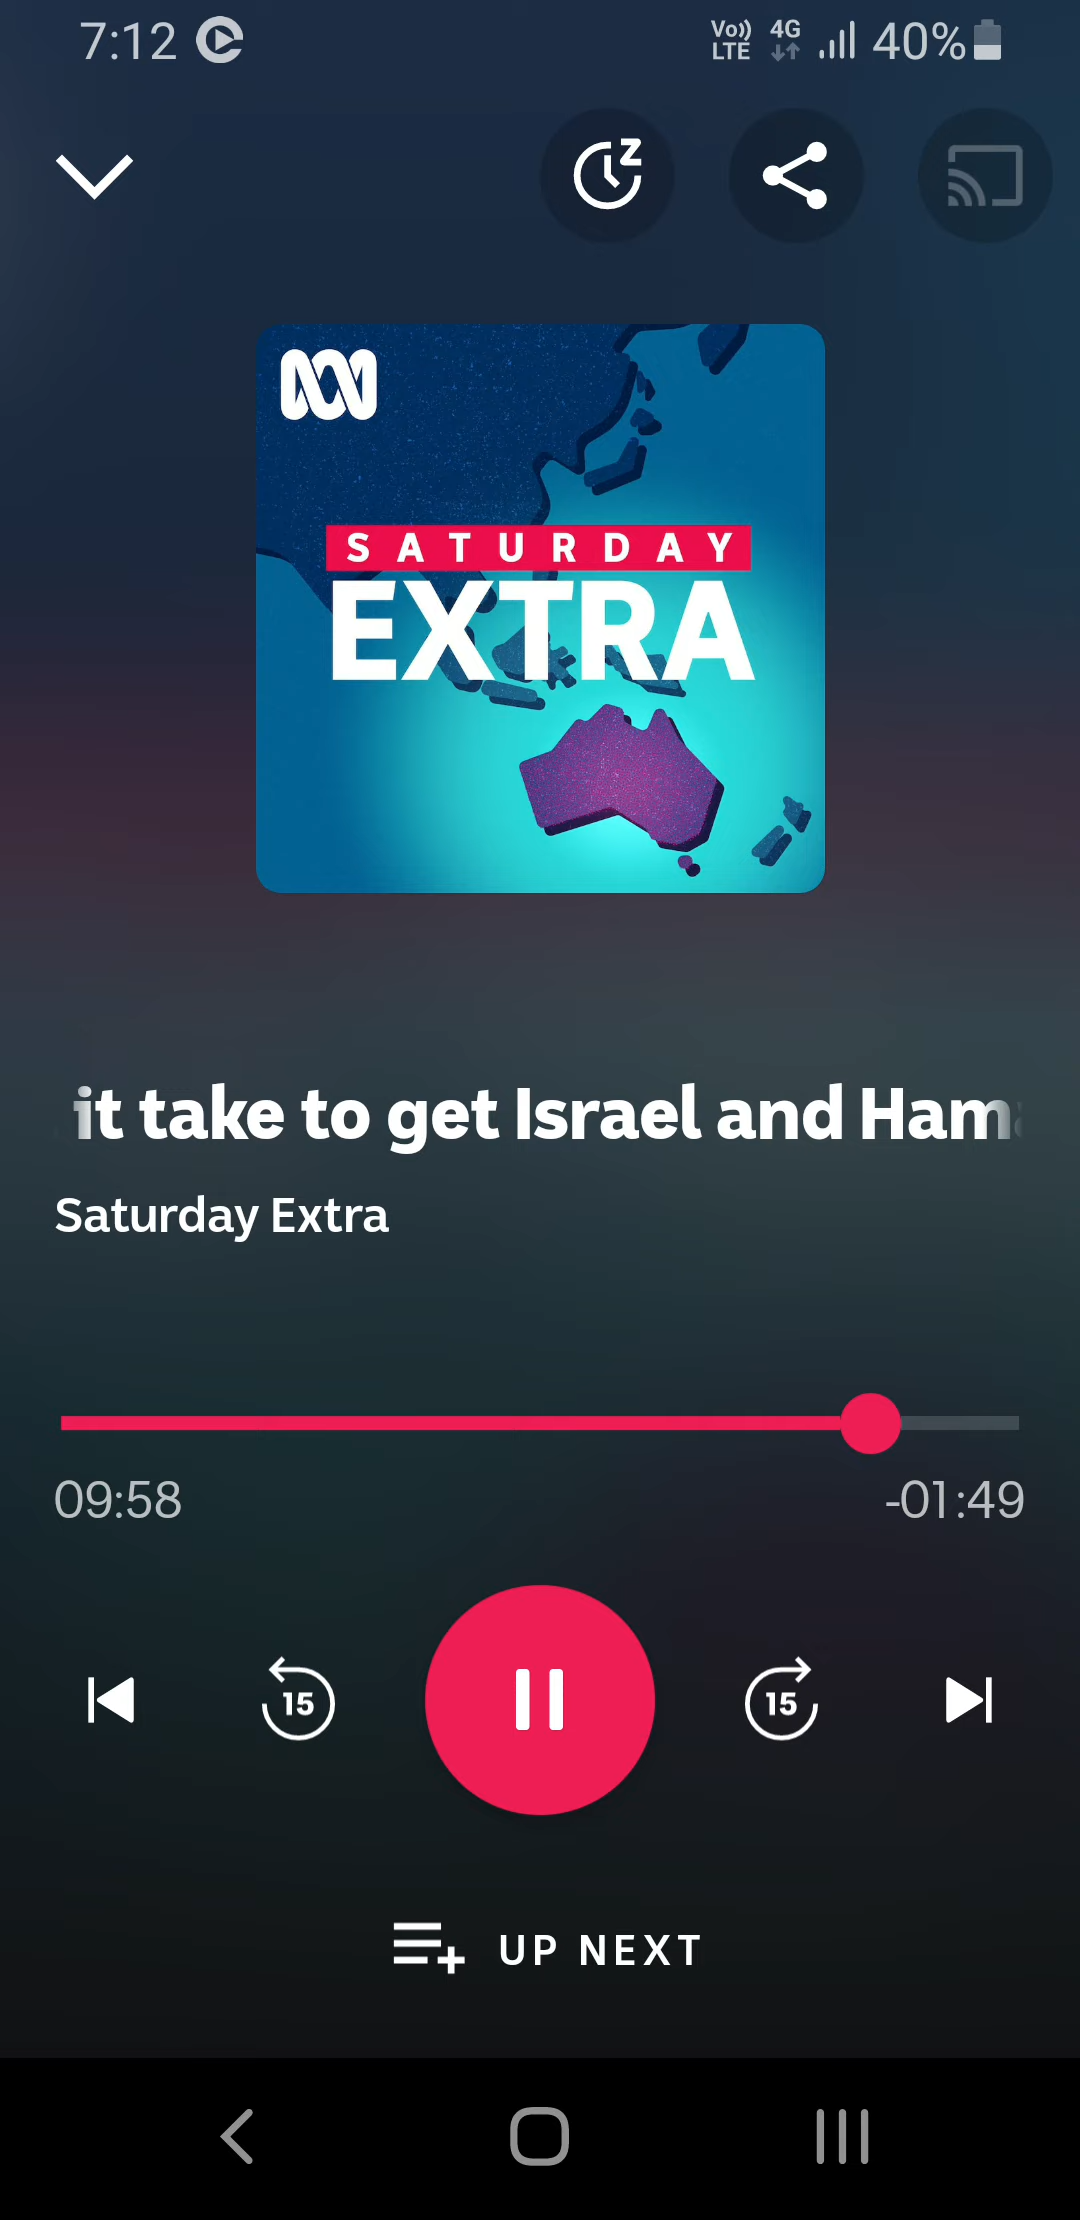 7:12
Vo)) LTE 4G 40%
SATURDAY
EXTRA
it take to get Israel and Ham
Saturday Extra
09:58 -01:49
15 15
UP NEXT